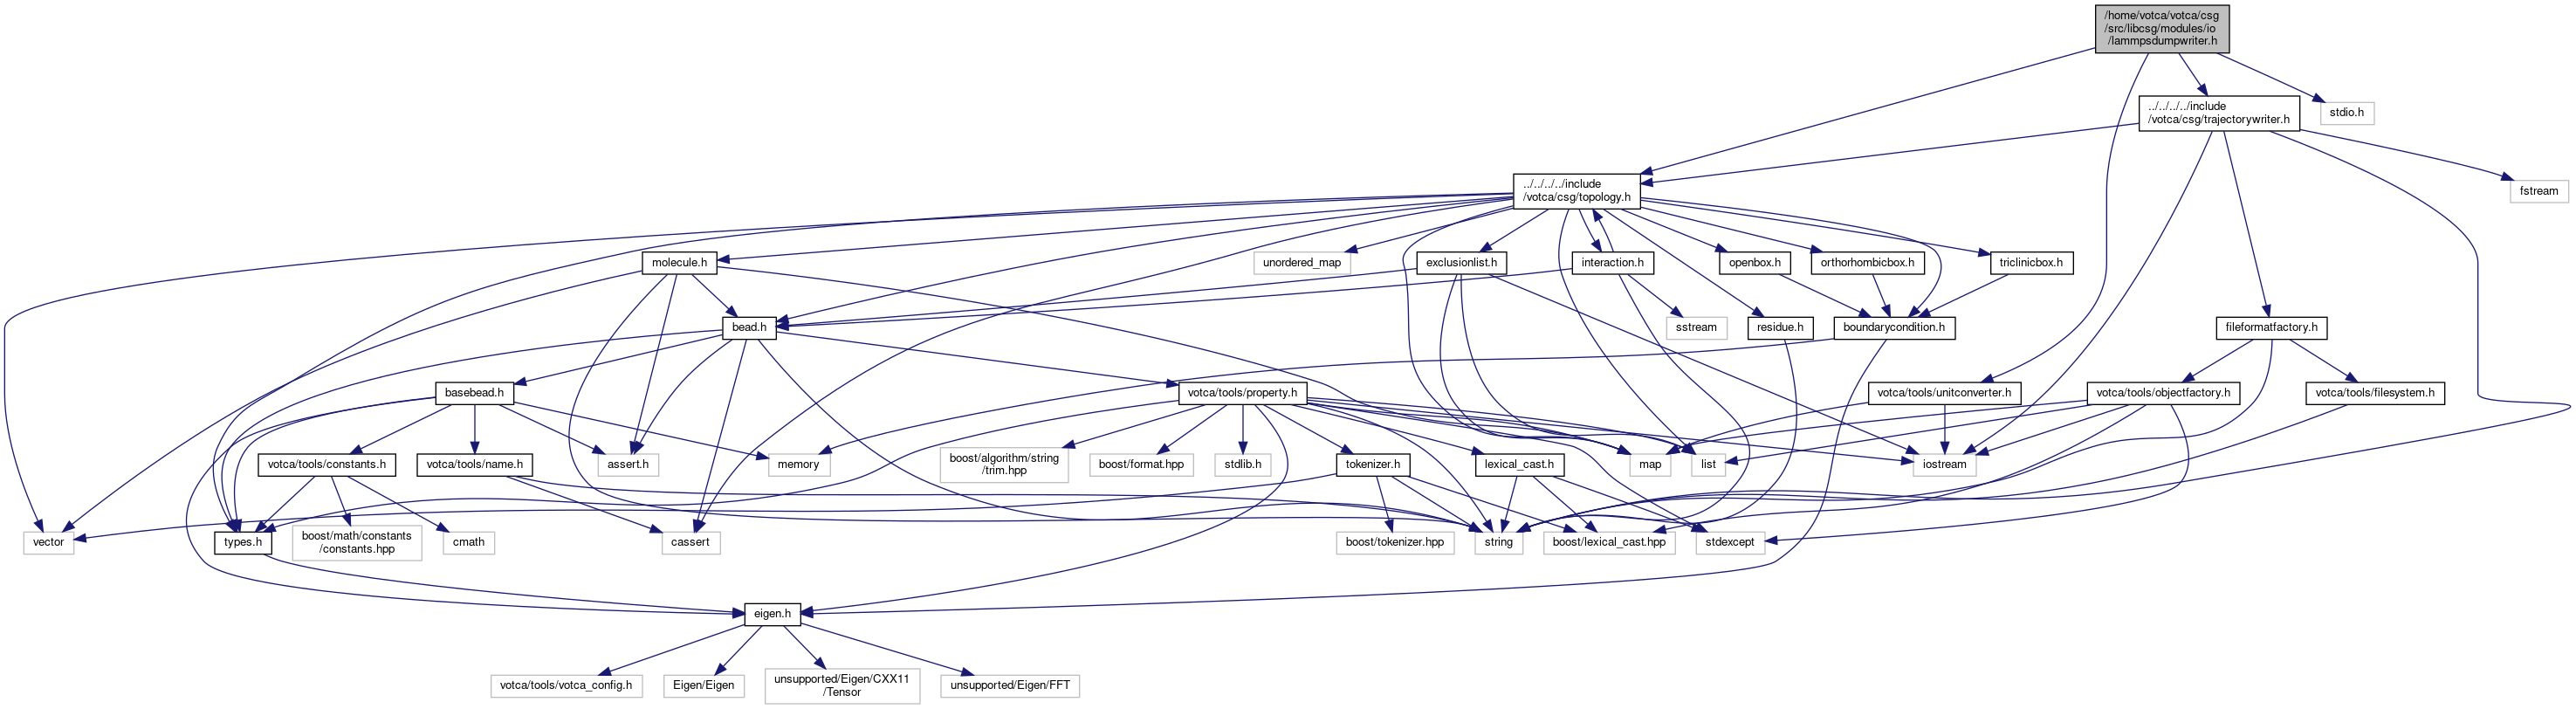 /home/votca/votca/csg
/src/libcsg/modules/io
/lammpsdumpwriter.h
../../../../include
/votca/csg/trajectorywriter.h
stdio.h
../../../../include
/votca/csg/topology.h
fstream
molecule.h
unordered_map
exclusionlist.h
interaction.h
openbox.h
orthorhombicbox.h
triclinicbox.h
bead.h
sstream
residue.h
boundarycondition.h
fileformatfactory.h
basebead.h
votca/tools/property.h
votca/tools/unitconverter.h
votca/tools/objectfactory.h
votca/tools/filesystem.h
votca/tools/constants.h
votca/tools/name.h
assert.h
memory
boost/algorithm/string
/trim.hpp
boost/format.hpp
stdlib.h
tokenizer.h
lexical_cast.h
map
list
iostream
vector
types.h
boost/math/constants
/constants.hpp
cmath
cassert
boost/tokenizer.hpp
string
boost/lexical_cast.hpp
stdexcept
eigen.h
votca/tools/votca_config.h
Eigen/Eigen
unsupported/Eigen/CXX11
/Tensor
unsupported/Eigen/FFT